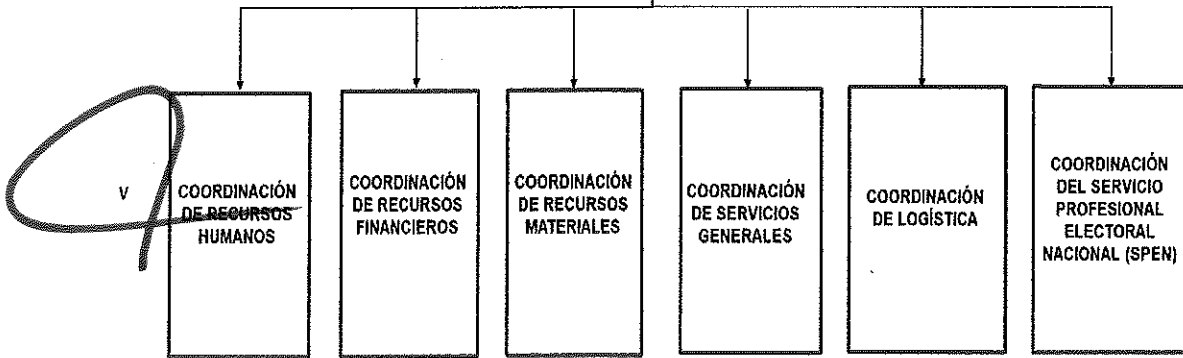 V
COORDINACIÓN
DE RECURSOS
HUMANOS
COORDINACIÓN
DE RECURSOS
FINANCIEROS
COORDINACIÓN
DE RECURSOS
MATERIALES
COORDINACIÓN
DE SERVICIOS
GENERALES
COORDINACIÓN
DE LOGÍSTICA
COORDINACIÓN
DEL SERVICIO
PROFESIONAL
ELECTORAL
NACIONAL (SPEN)